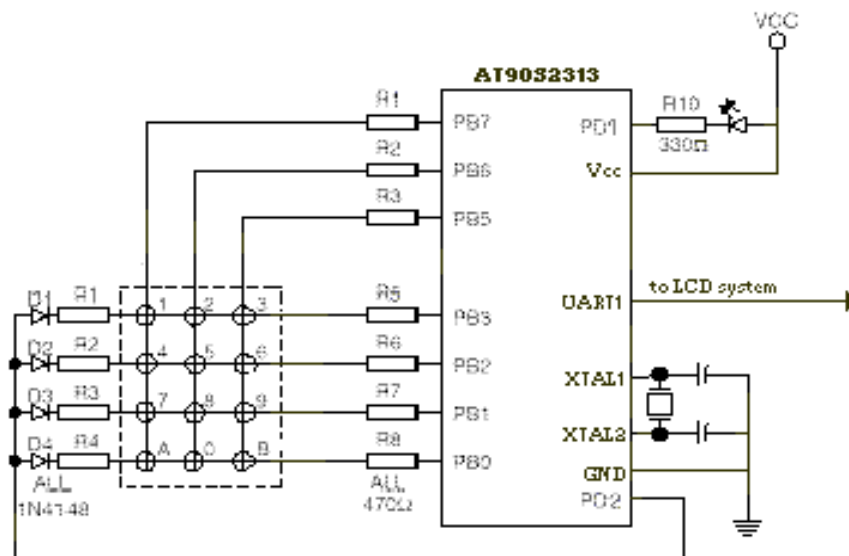 VCC
AT90S2313
R1
PB7
R10
PD1
330Ω
R2
PB6
Vcc
R3
PB5
to LCD system
UART1
D1 R1
1 2 3
R5
PB3
D2 R2
4 5 6
R6
PB2
XTAL1
D3 R3
7 8 9
R7
PB1
XTAL2
D4 R4
A 0 B
R8
PB0
GND
ALL
1N4148
ALL
470Ω
PD2